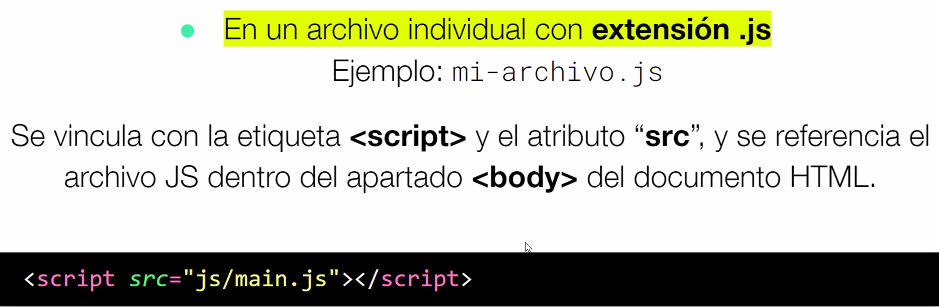 En un archivo individual con extensión .js
Ejemplo: mi-archivo.js
Se vincula con la etiqueta <script> y el atributo “src”, y se referencia el
archivo JS dentro del apartado <body> del documento HTML.
<script src="js/main.js"></script>